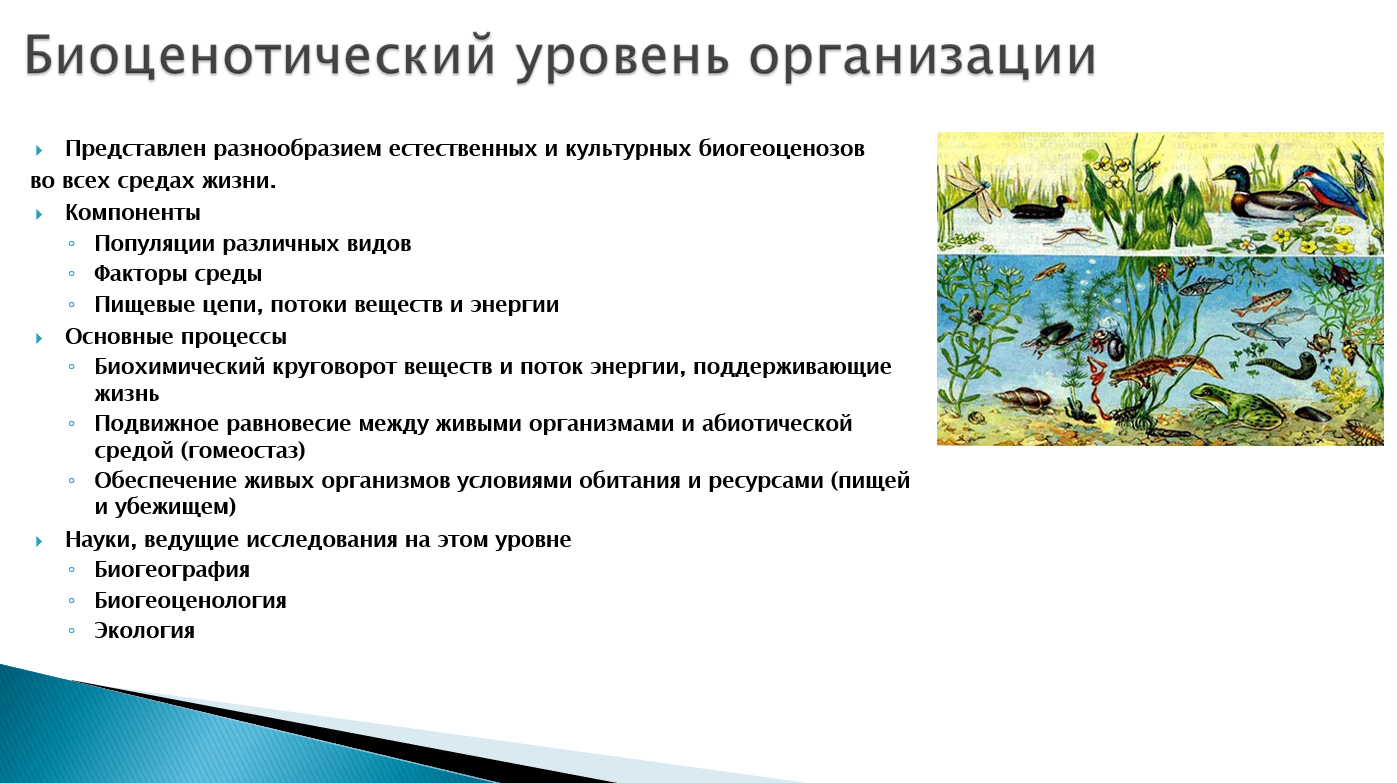 Биоценотический уровень организации
Представлен разнообразием естественных и культурных биогеоценозов
во всех средах жизни.
Компоненты
Популяции различных видов
Факторы среды
Пищевые цепи, потоки веществ и энергии
Основные процессы
Биохимический круговорот веществ и поток энергии, поддерживающие
жизнь
Подвижное равновесие между живыми организмами и абиотической
средой (гомеостаз)
Обеспечение живых организмов условиями обитания и ресурсами (пищей
и убежищем)
Науки, ведущие исследования на этом уровне
Биогеография
Биогеоценология
Экология